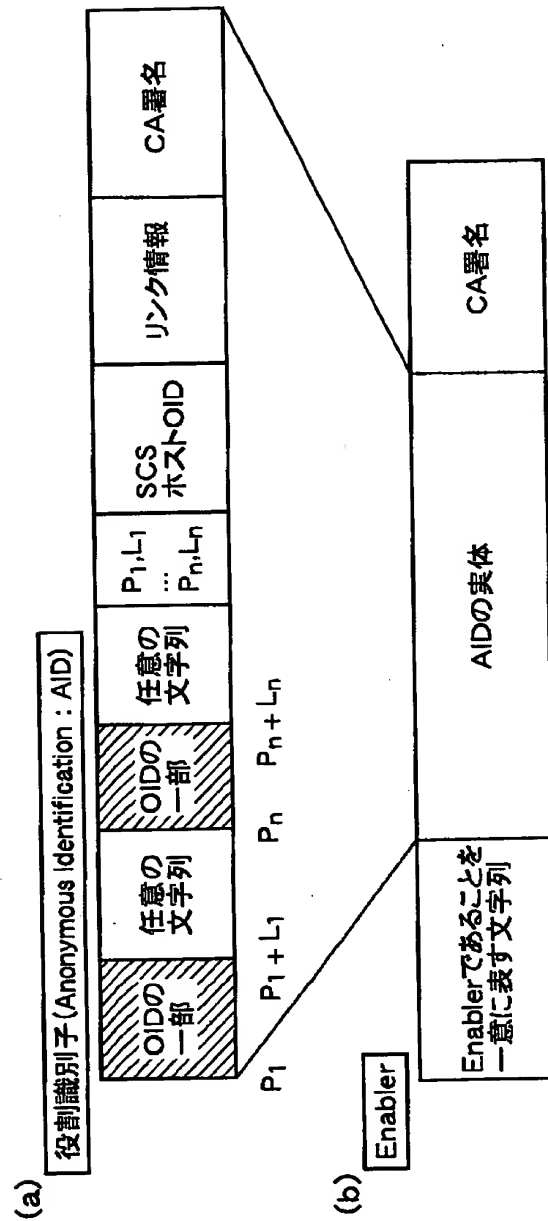 (a)
役割識別子(Anonymous Identification : AID)
OIDの
一部
任意の
文字列
OIDの
一部
任意の
文字列
P1,L1
…
Pn,Ln
SCS
ホストOID
リンク情報
CA署名
P1
P1+L1
Pn
Pn+Ln
(b)
Enabler
Enablerであることを
一意に表す文字列
AIDの実体
CA署名